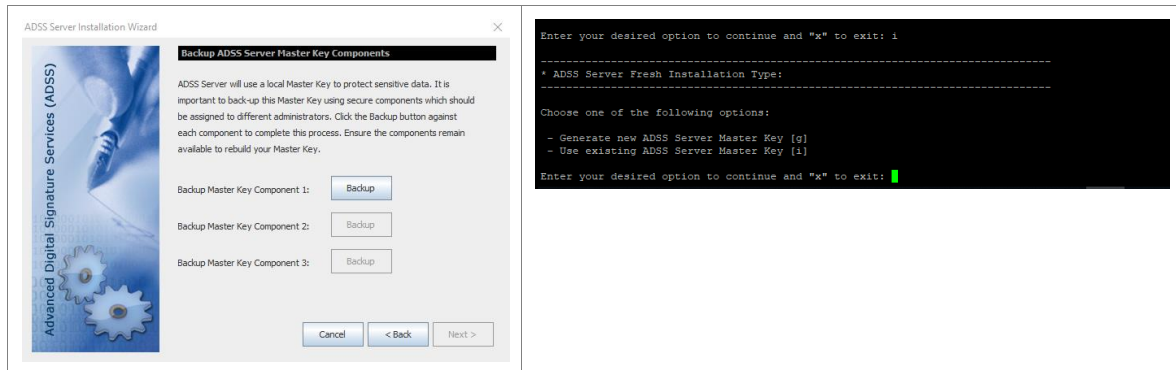 ADSS Server Installation Wizard
Advanced Digital Signature Services (ADSS)
Backup ADSS Server Master Key Components
ADSS Server will use a local Master Key to protect sensitive data. It is
important to back-up this Master Key using secure components which should
be assigned to different administrators. Click the Backup button against
each component to complete this process. Ensure the components remain
available to rebuild your Master Key.
Backup Master Key Component 1: Backup
Backup Master Key Component 2: Backup
Backup Master Key Component 3: Backup
Cancel < Back Next >
Enter your desired option to continue and "x" to exit: i
--------------------------------------------------------------------------------
* ADSS Server Fresh Installation Type:
--------------------------------------------------------------------------------
Choose one of the following options:
- Generate new ADSS Server Master Key [g]
- Use existing ADSS Server Master Key [i]
Enter your desired option to continue and "x" to exit: